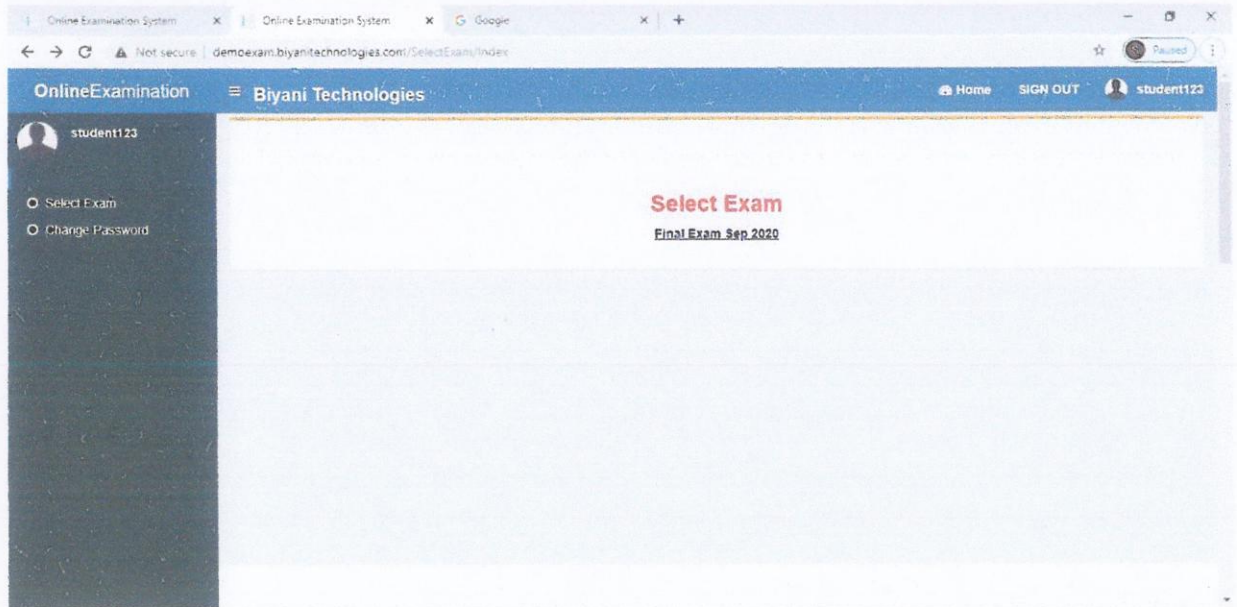 Online Examination System
Online Examination System
Google
Not secure
demoexam.biyanitechnologies.com/SelectExam/Index
Paused
OnlineExamination
Biyani Technologies
Home
SIGN OUT
student123
student123
Select Exam
Change Password
Select Exam
Final Exam Sep 2020